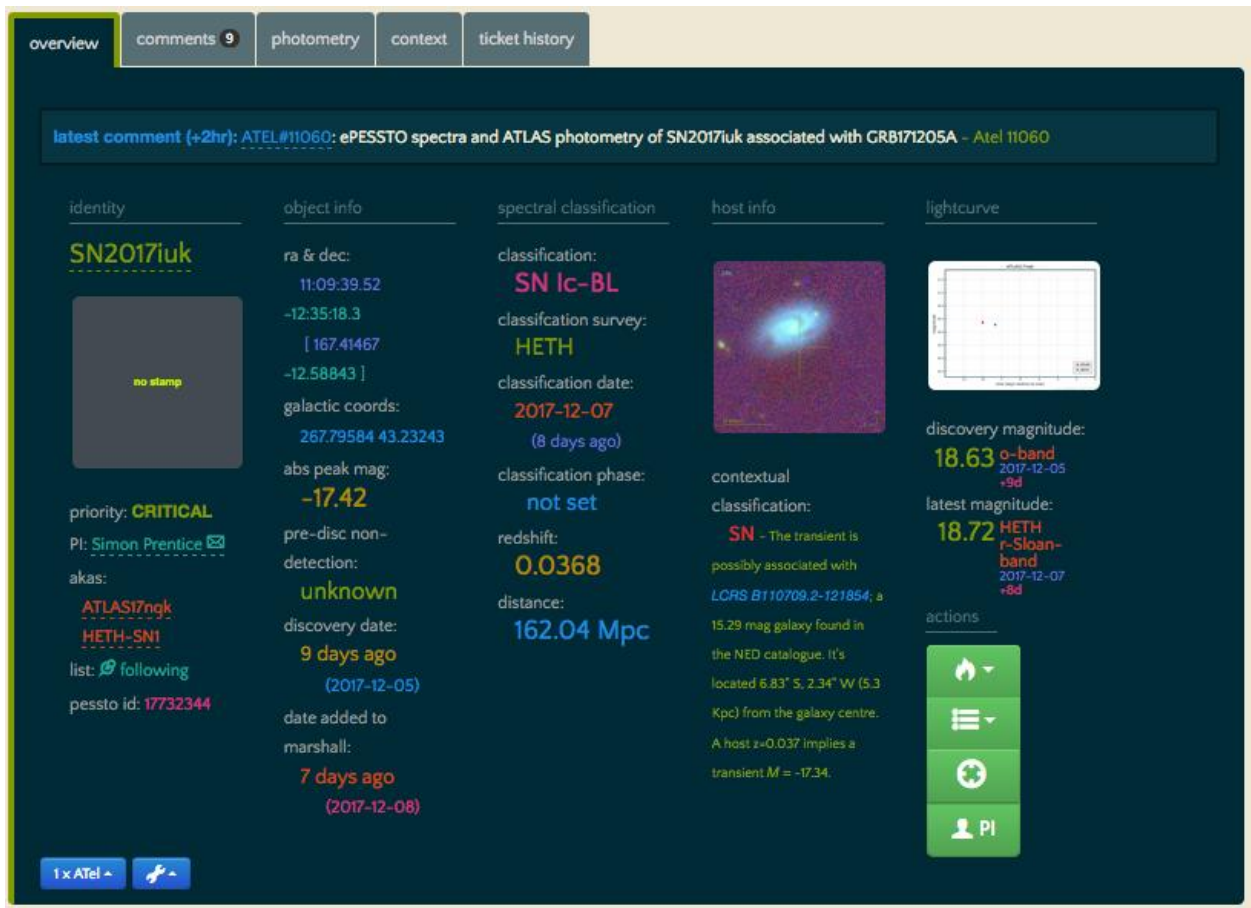 overview
comments 9
photometry
context
ticket history
latest comment (+2hr): ATEL#11060: ePESSTO spectra and ATLAS photometry of SN2017iuk associated with GRB171205A - Atel 11060
identity
SN2017iuk
no stamp
priority: CRITICAL
PI: Simon Prentice
akas:
ATLAS17nqk
HETH-SN1
list: following
pessto id: 17732344
object info
ra & dec:
11:09:39.52
-12:35:18.3
[ 167.41467
-12.58843 ]
galactic coords:
267.79584 43.23243
abs peak mag:
-17.42
pre-disc non-
detection:
unknown
discovery date:
9 days ago
(2017-12-05)
date added to
marshall:
7 days ago
(2017-12-08)
spectral classification
classification:
SN Ic-BL
classifcation survey:
HETH
classification date:
2017-12-07
(8 days ago)
classification phase:
not set
redshift:
0.0368
distance:
162.04 Mpc
host info
contextual
classification:
SN - The transient is
possibly associated with
LCRS B110709.2-121854; a
15.29 mag galaxy found in
the NED catalogue. It's
located 6.83" S, 2.34" W (5.3
Kpc) from the galaxy centre.
A host z=0.037 implies a
transient M = -17.34.
lightcurve
discovery magnitude:
18.63 o-band
2017-12-05
+9d
latest magnitude:
18.72 HETH
r-Sloan-
band
2017-12-07
+8d
actions
PI
1 x ATel